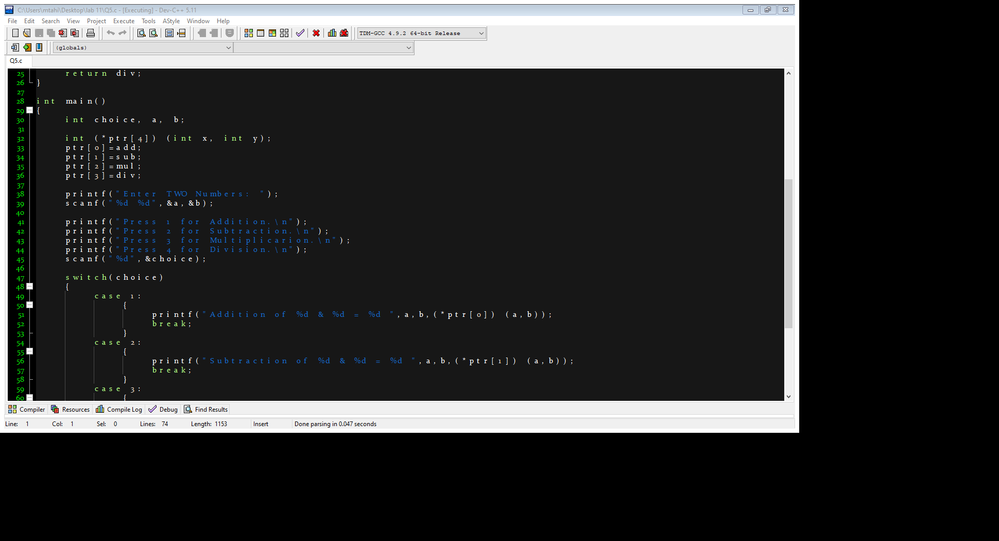 C:\Users\mtahi\Desktop\lab 11\Q5.c - [Executing] - Dev-C++ 5.11
File Edit Search View Project Execute Tools AStyle Window Help
TDM-GCC 4.9.2 64-bit Release
(globals)
Q5.c
25 return div;
26 }
27
28 int main()
29 {
30 int choice, a, b;
31
32 int (*ptr[4]) (int x, int y);
33 ptr[0]=add;
34 ptr[1]=sub;
35 ptr[2]=mul;
36 ptr[3]=div;
37
38 printf("Enter TWO Numbers: ");
39 scanf("%d %d",&a,&b);
40
41 printf("Press 1 for Addition.\n");
42 printf("Press 2 for Subtraction.\n");
43 printf("Press 3 for Multiplicarion.\n");
44 printf("Press 4 for Division.\n");
45 scanf("%d",&choice);
46
47 switch(choice)
48 {
49 case 1:
50 {
51 printf("Addition of %d & %d = %d ",a,b,(*ptr[0]) (a,b));
52 break;
53 }
54 case 2:
55 {
56 printf("Subtraction of %d & %d = %d ",a,b,(*ptr[1]) (a,b));
57 break;
58 }
59 case 3:
60 {
Compiler Resources Compile Log Debug Find Results
Line: 1 Col: 1 Sel: 0 Lines: 74 Length: 1153 Insert Done parsing in 0.047 seconds